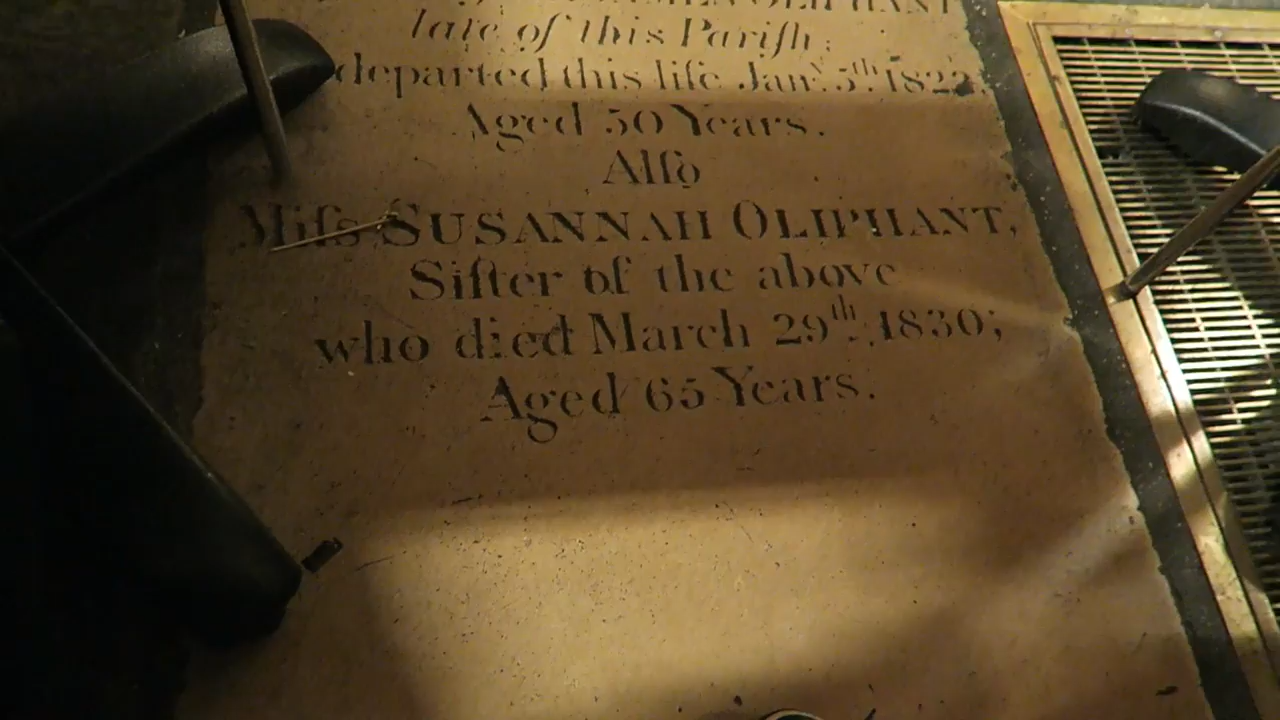 OLIPHANT
late of this Pariſh;
departed this life Jan.y 5th 1822,
Aged 50 Years.
Alſo
Miſs SUSANNAH OLIPHANT,
Siſter of the above
who died March 29th 1830;
Aged 65 Years.